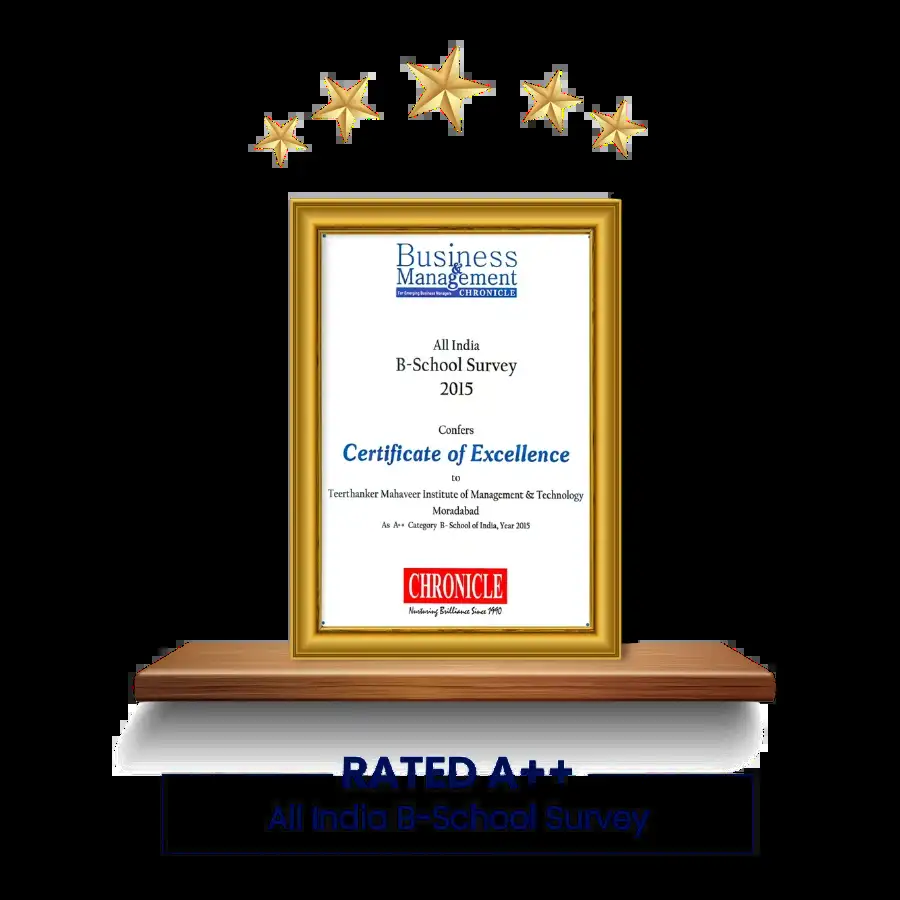 Business
& Management
For Emerging Business Managers CHRONICLE
All India
B-School Survey
2015
Confers
Certificate of Excellence
to
Teerthanker Mahaveer Institute of Management & Technology
Moradabad
As A++ Category B- School of India, Year 2015
CHRONICLE
Nurturing Brilliance Since 1990
RATED A++
All India B-School Survey